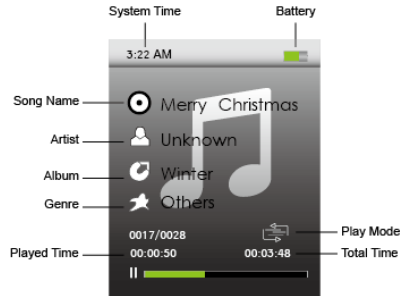 System Time
Battery
3:22 AM
Song Name
Merry Christmas
Artist
Unknown
Album
Winter
Genre
Others
0017/0028
Play Mode
Played Time
00:00:50
00:03:48
Total Time